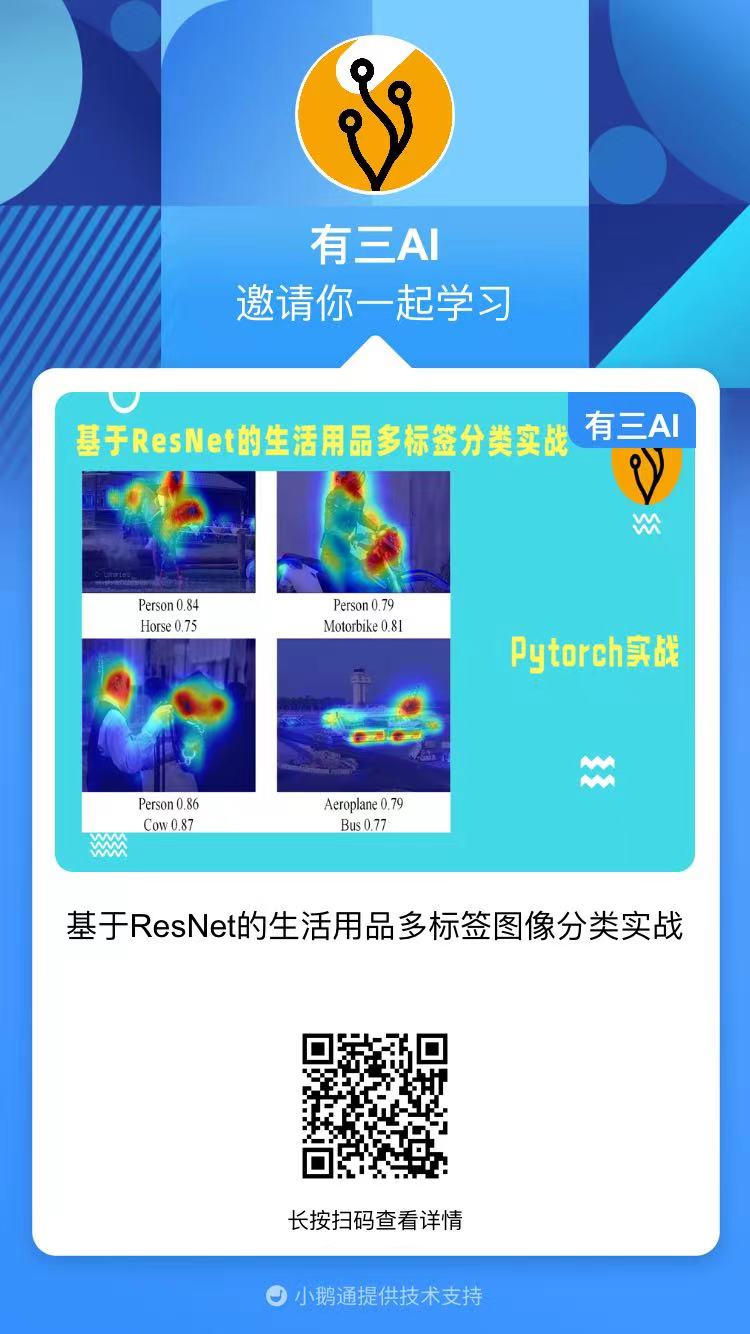 有三AI
邀请你一起学习
有三AI
基于ResNet的生活用品多标签分类实战
Person 0.84
Horse 0.75
Person 0.79
Motorbike 0.81
Pytorch实战
Person 0.86
Cow 0.87
Aeroplane 0.79
Bus 0.77
基于ResNet的生活用品多标签图像分类实战
长按扫码查看详情
小鹅通提供技术支持